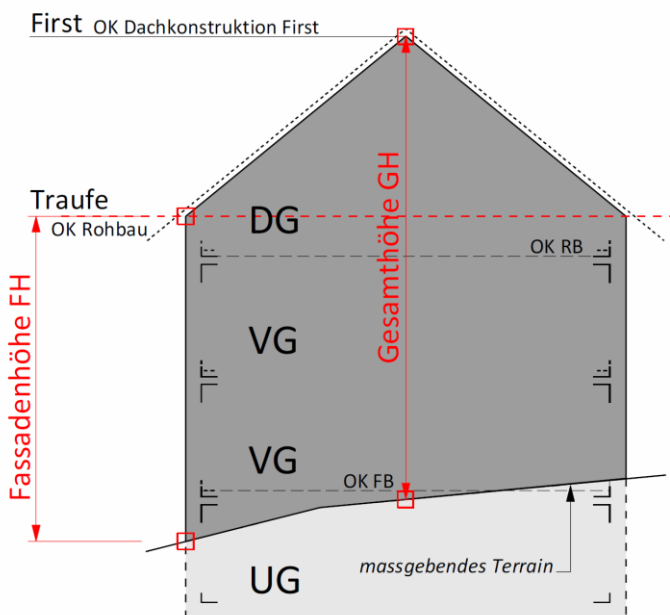 First OK Dachkonstruktion First
Traufe
OK Rohbau
DG
OK RB
Gesamthöhe GH
Fassadenhöhe FH
VG
VG
OK FB
massgebendes Terrain
UG